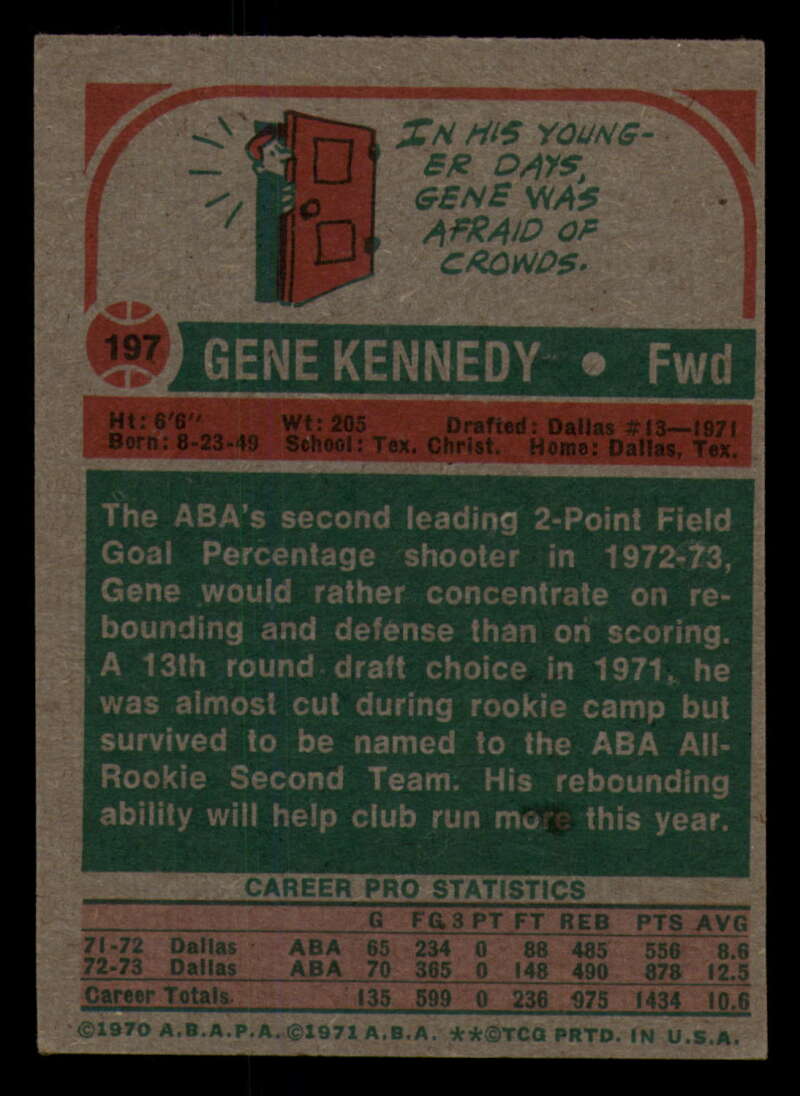 IN HIS YOUNG-
ER DAYS,
GENE WAS
AFRAID OF
CROWDS.
197 GENE KENNEDY • Fwd
Ht: 6'6" Wt: 205 Drafted: Dallas #13—1971
Born: 8-23-49 School: Tex. Christ. Home: Dallas, Tex.
The ABA's second leading 2-Point Field
Goal Percentage shooter in 1972-73,
Gene would rather concentrate on re-
bounding and defense than on scoring.
A 13th round draft choice in 1971, he
was almost cut during rookie camp but
survived to be named to the ABA All-
Rookie Second Team. His rebounding
ability will help club run more this year.
CAREER PRO STATISTICS
G FG 3 PT FT REB PTS AVG
71-72 Dallas ABA 65 234 0 88 485 556 8.6
72-73 Dallas ABA 70 365 0 148 490 878 12.5
Career Totals 135 599 0 236 975 1434 10.6
©1970 A.B.A.P.A. ©1971 A.B.A. **©TCG PRTD. IN U.S.A.